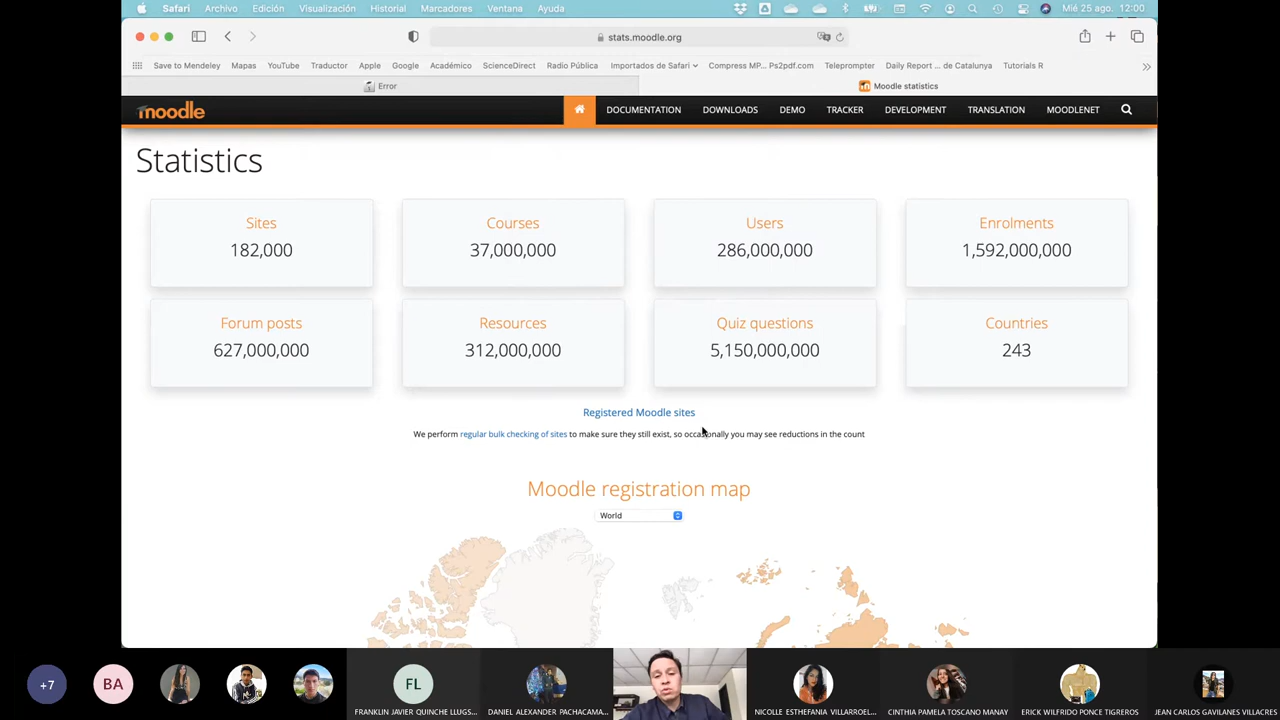 Safari Archivo Edición Visualización Historial Marcadores Ventana Ayuda Mié 25 ago. 12:00
stats.moodle.org
Save to Mendeley Mapas YouTube Traductor Apple Google Académico ScienceDirect Radio Pública Importados de Safari Compress MP... Ps2pdf.com Teleprompter Daily Report ... de Catalunya Tutorials R
Error Moodle statistics
moodle DOCUMENTATION DOWNLOADS DEMO TRACKER DEVELOPMENT TRANSLATION MOODLENET
Statistics
Sites Courses Users Enrolments
182,000 37,000,000 286,000,000 1,592,000,000
Forum posts Resources Quiz questions Countries
627,000,000 312,000,000 5,150,000,000 243
Registered Moodle sites
We perform regular bulk checking of sites to make sure they still exist, so occasionally you may see reductions in the count
Moodle registration map
World
+7 BA FL
FRANKLIN JAVIER QUINCHE LLUGS... DANIEL ALEXANDER PACHACAMA... NICOLLE ESTHEFANIA VILLARROEL... CINTHIA PAMELA TOSCANO MANAY ERICK WILFRIDO PONCE TIGREROS JEAN CARLOS GAVILANES VILLACRES